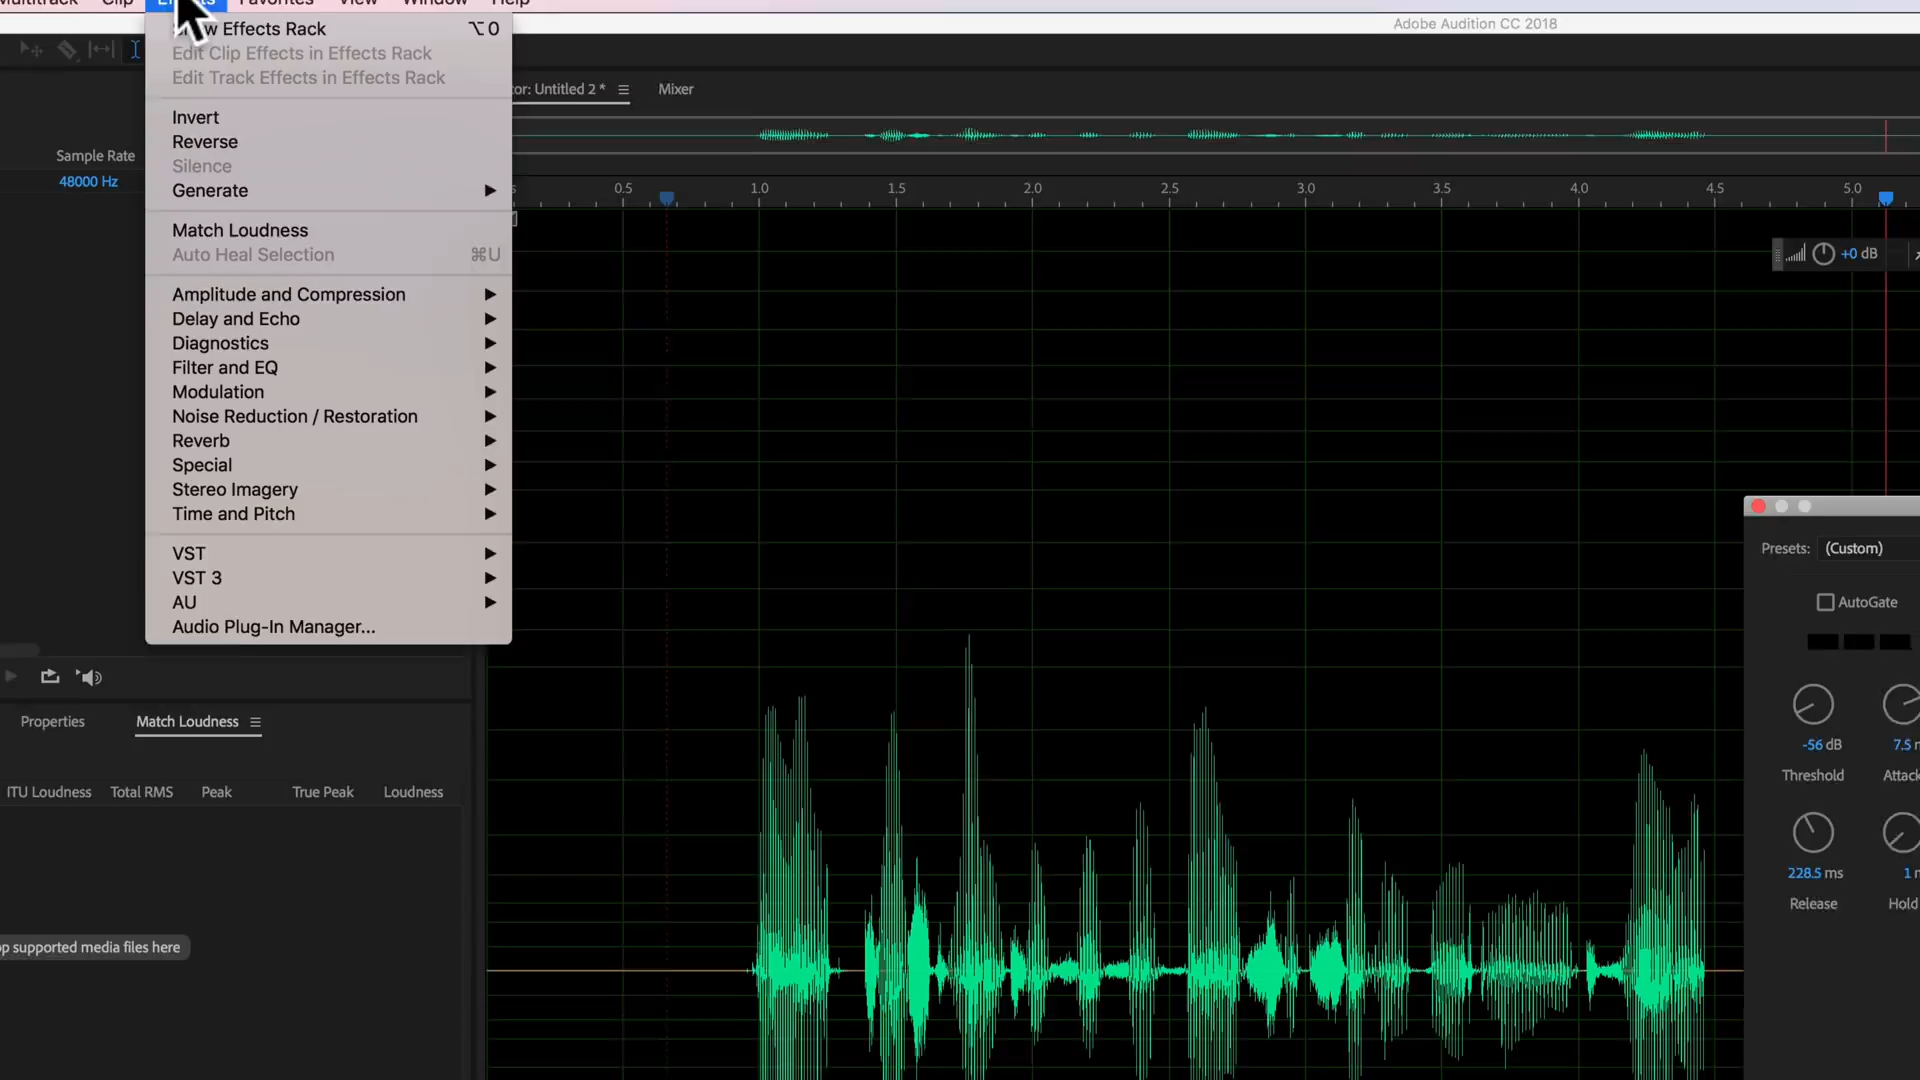 Multitrack Clip Effects Favorites View Window Help
Adobe Audition CC 2018
Effects Rack ⌥0
Edit Clip Effects in Effects Rack
Edit Track Effects in Effects Rack
Invert
Reverse
Silence
Generate
Match Loudness
Auto Heal Selection ⌘U
Amplitude and Compression
Delay and Echo
Diagnostics
Filter and EQ
Modulation
Noise Reduction / Restoration
Reverb
Special
Stereo Imagery
Time and Pitch
VST
VST 3
AU
Audio Plug-In Manager...
Sample Rate
48000 Hz
tor: Untitled 2 * Mixer
0.5 1.0 1.5 2.0 2.5 3.0 3.5 4.0 4.5 5.0
+0 dB
Presets: (Custom)
AutoGate
-56 dB 7.5 m
Threshold Attack
228.5 ms 1 m
Release Hold
Properties Match Loudness
ITU Loudness Total RMS Peak True Peak Loudness
op supported media files here